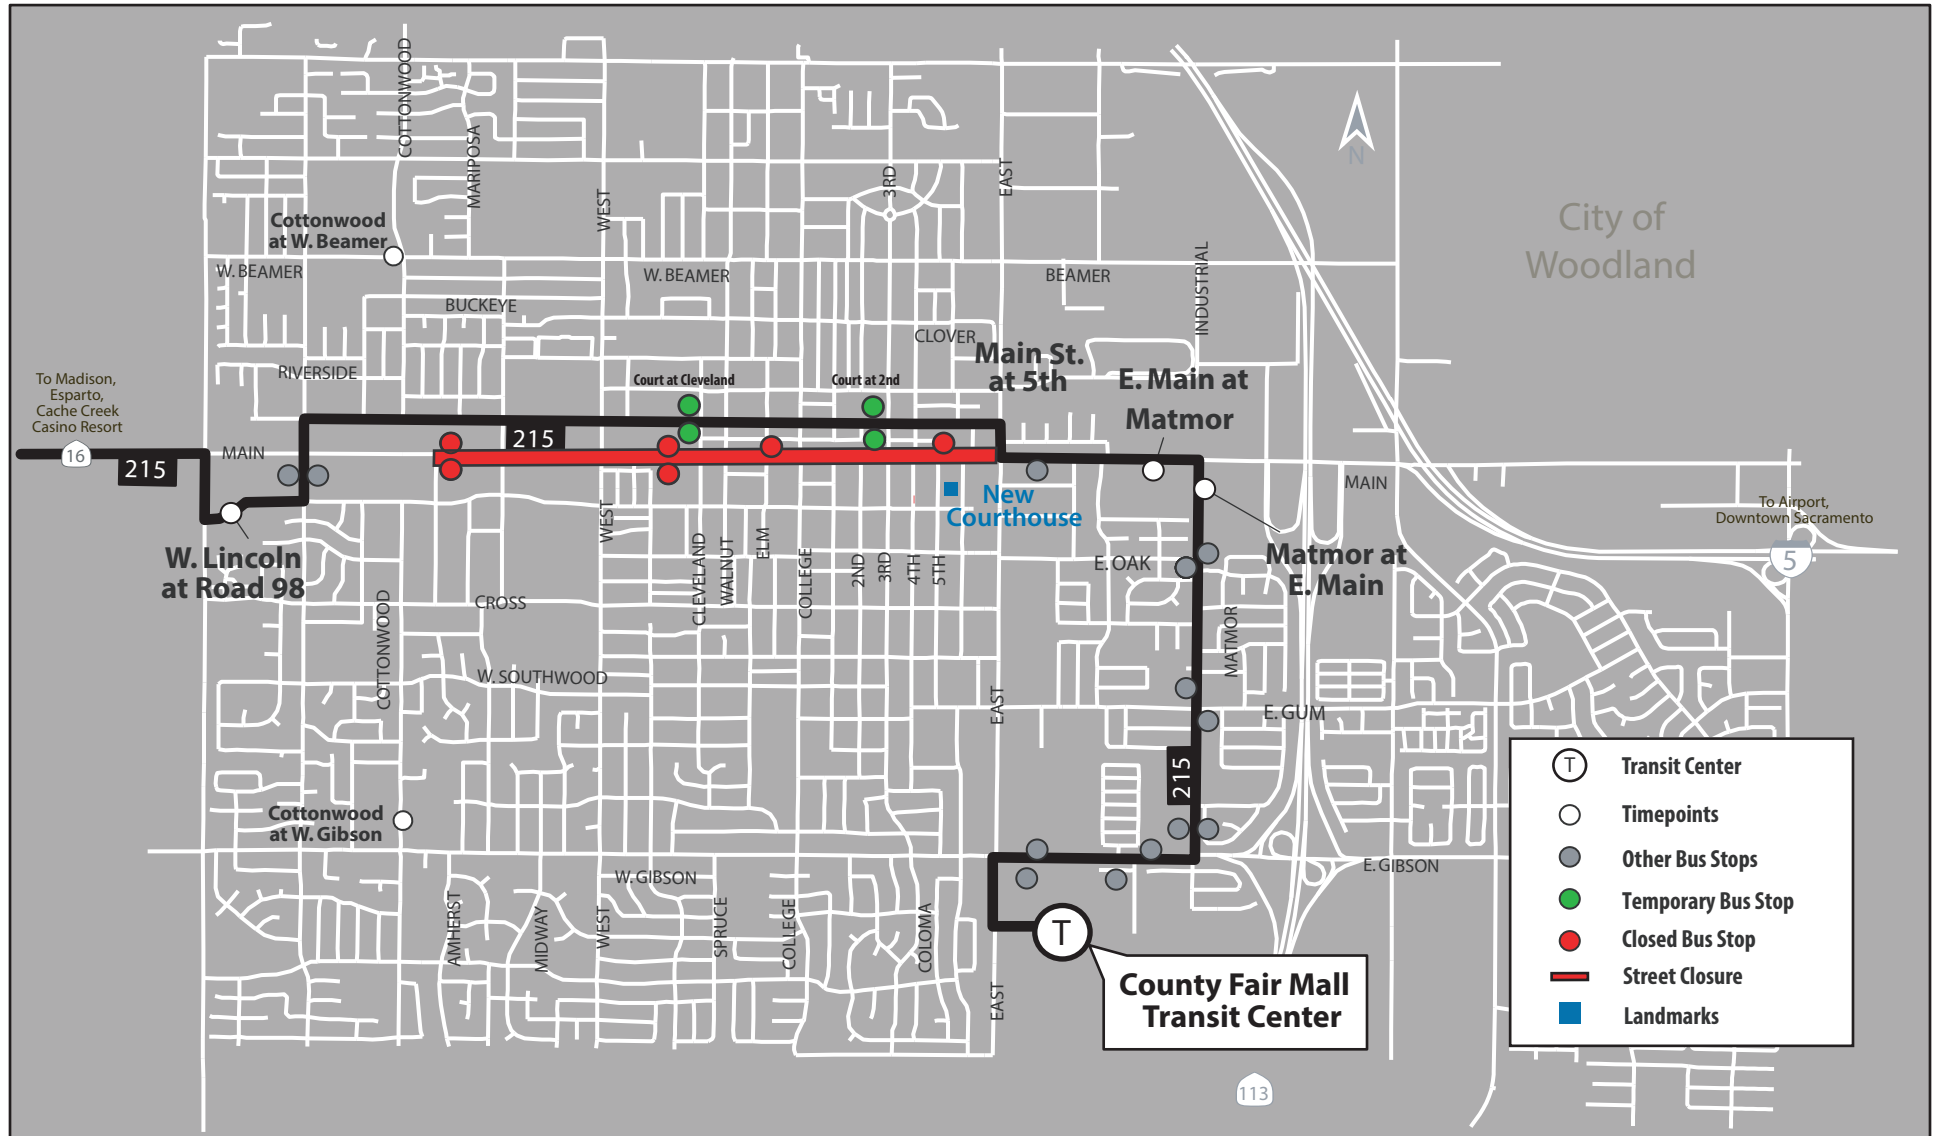 COTTONWOOD
MARIPOSA
WEST
3RD
EAST
N
City of
Woodland
Cottonwood
at W. Beamer
W. BEAMER
W. BEAMER
BEAMER
INDUSTRIAL
BUCKEYE
CLOVER
Main St.
at 5th
E. Main at
Matmor
RIVERSIDE
Court at Cleveland
Court at 2nd
To Madison,
Esparto,
Cache Creek
Casino Resort
16
215
MAIN
215
New
Courthouse
MAIN
To Airport,
Downtown Sacramento
5
W. Lincoln
at Road 98
WEST
CLEVELAND
WALNUT
ELM
COLLEGE
2ND
3RD
4TH
5TH
E. OAK
Matmor at
E. Main
CROSS
COTTONWOOD
MATMOR
W. SOUTHWOOD
EAST
E. GUM
215
Cottonwood
at W. Gibson
W. GIBSON
E. GIBSON
AMHERST
MIDWAY
WEST
SPRUCE
COLLEGE
COLOMA
EAST
T
County Fair Mall
Transit Center
113
T
Transit Center
Timepoints
Other Bus Stops
Temporary Bus Stop
Closed Bus Stop
Street Closure
Landmarks